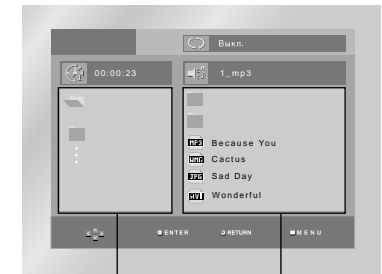 Выкл.
00:00:23
1_mp3
MP3 Because You
WMA Cactus
JPG Sad Day
AVI Wonderful
ENTER RETURN MENU